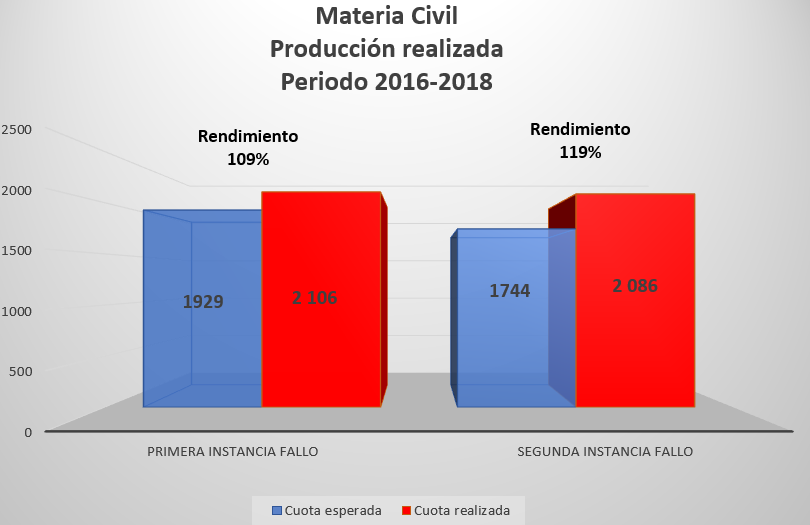 Materia Civil
Producción realizada
Periodo 2016-2018
Rendimiento
109%
Rendimiento
119%
2500
2000
1500
1000
500
0
1929
2 106
1744
2 086
PRIMERA INSTANCIA FALLO
SEGUNDA INSTANCIA FALLO
Cuota esperada
Cuota realizada